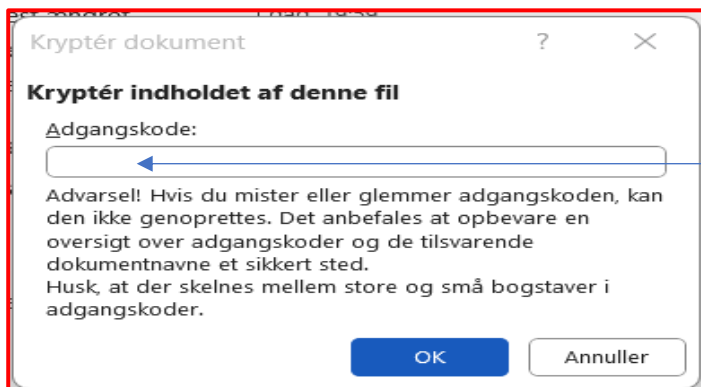 Kryptér dokument ?
Kryptér indholdet af denne fil
Adgangskode:
Advarsel! Hvis du mister eller glemmer adgangskoden, kan
den ikke genoprettes. Det anbefales at opbevare en
oversigt over adgangskoder og de tilsvarende
dokumentnavne et sikkert sted.
Husk, at der skelnes mellem store og små bogstaver i
adgangskoder.
OK Annuller